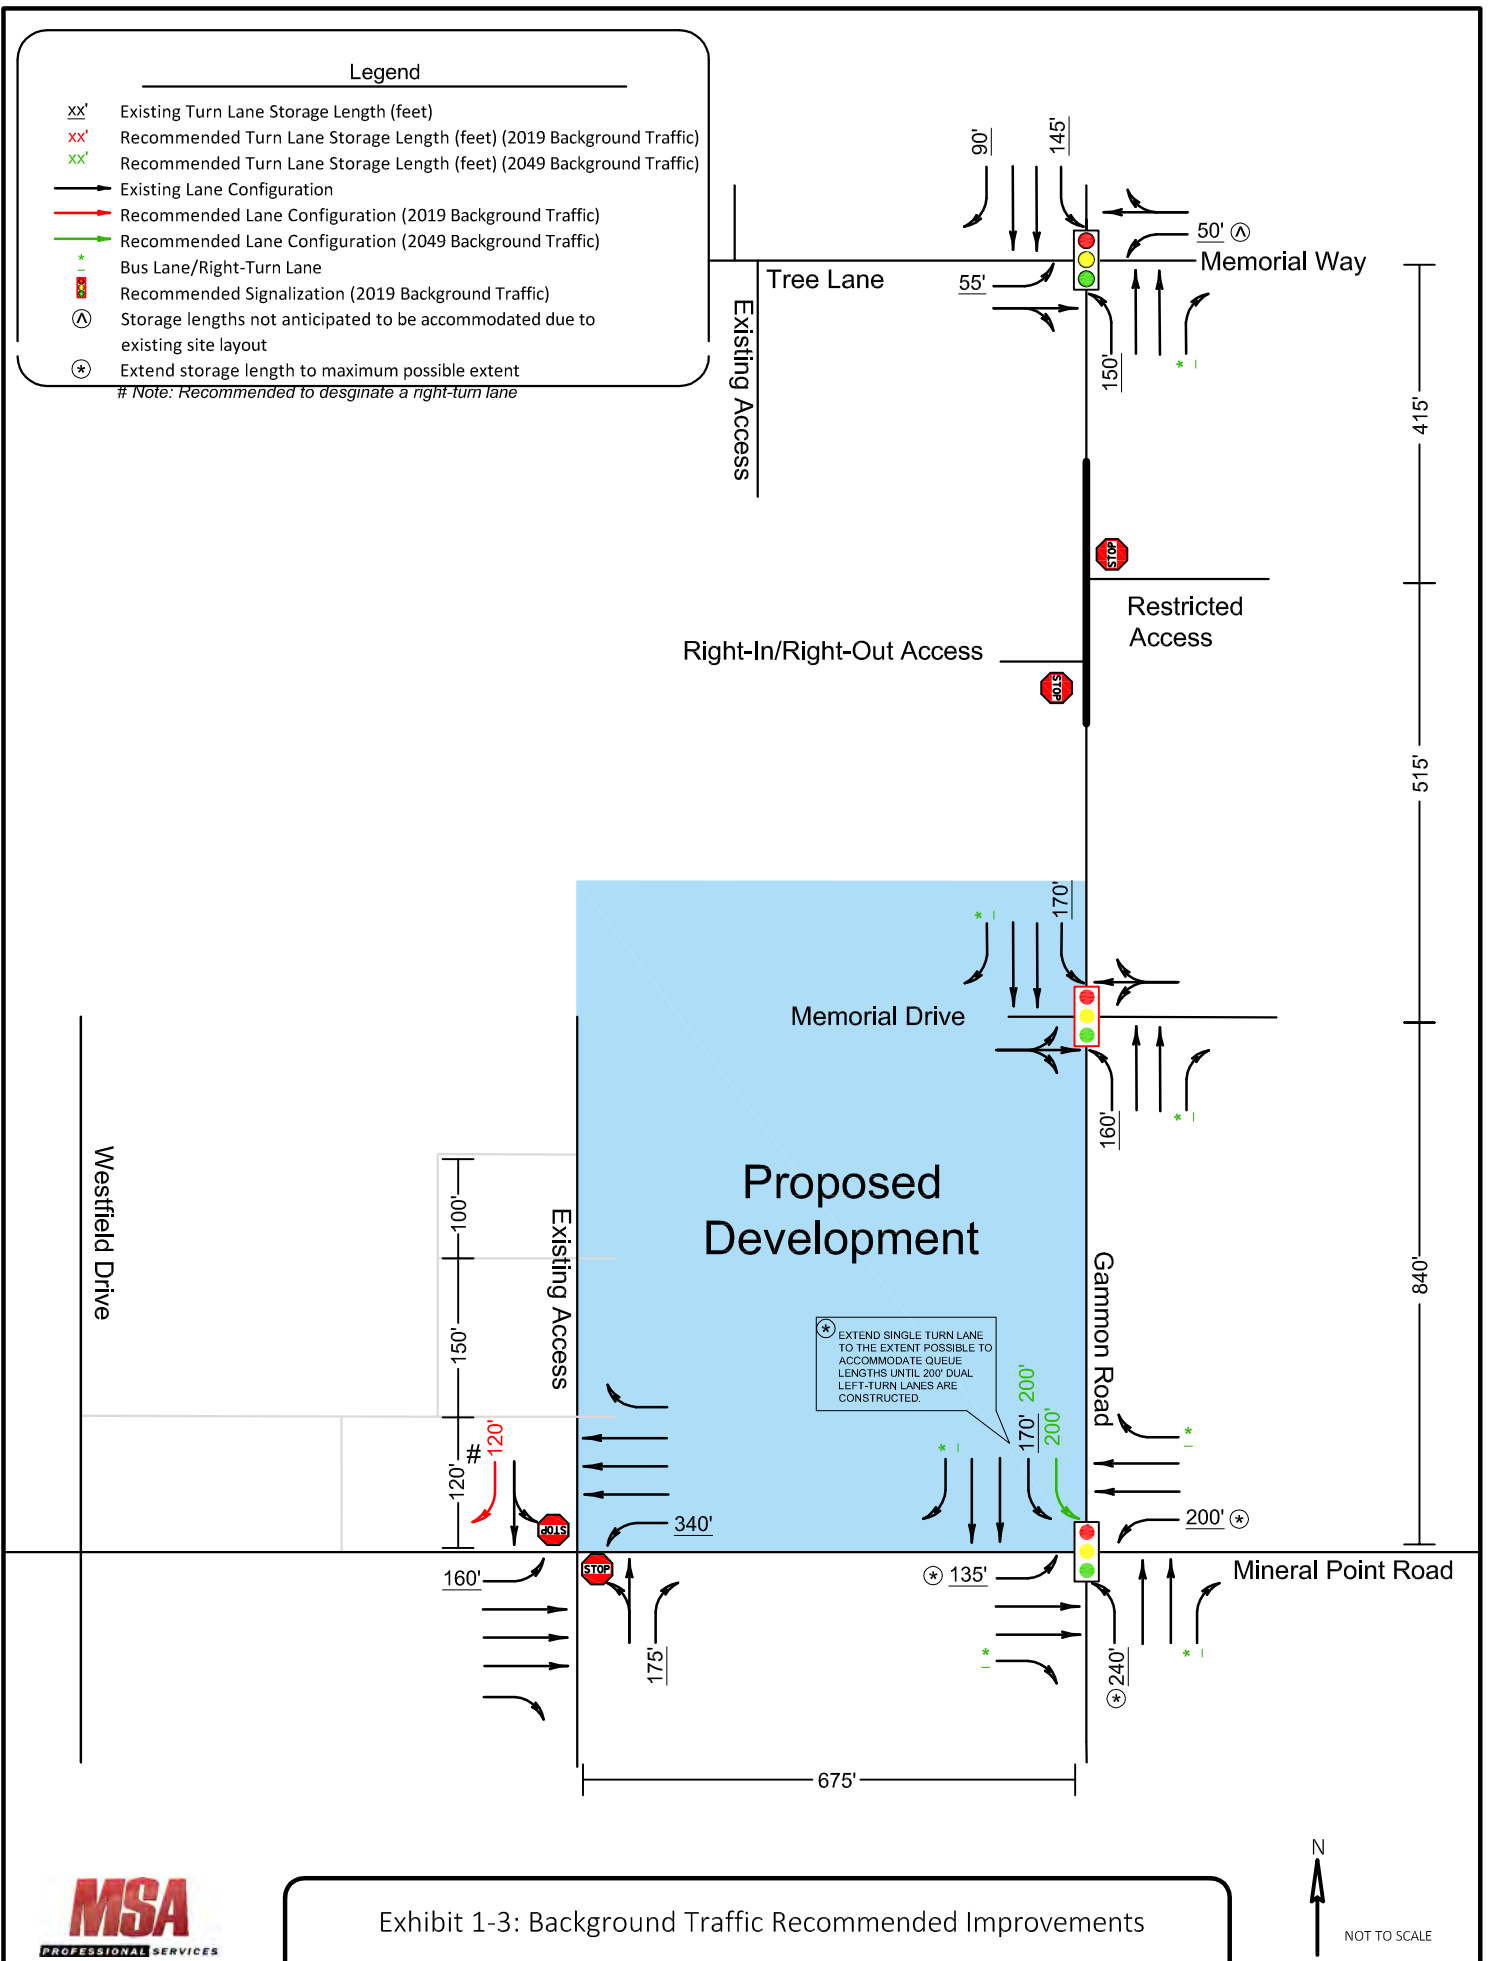 Legend
xx' Existing Turn Lane Storage Length (feet)
xx' Recommended Turn Lane Storage Length (feet) (2019 Background Traffic)
xx' Recommended Turn Lane Storage Length (feet) (2049 Background Traffic)
Existing Lane Configuration
Recommended Lane Configuration (2019 Background Traffic)
Recommended Lane Configuration (2049 Background Traffic)
* Bus Lane/Right-Turn Lane
Recommended Signalization (2019 Background Traffic)
Storage lengths not anticipated to be accommodated due to
existing site layout
* Extend storage length to maximum possible extent
# Note: Recommended to desginate a right-turn lane
90'
145'
50'
Tree Lane
Memorial Way
55'
150'
*
Existing Access
415'
STOP
Restricted
Access
Right-In/Right-Out Access
STOP
515'
*
170'
Memorial Drive
160'
*
Westfield Drive
100'
150'
120'
Existing Access
Proposed
Development
Gammon Road
840'
* EXTEND SINGLE TURN LANE
TO THE EXTENT POSSIBLE TO
ACCOMMODATE QUEUE
LENGTHS UNTIL 200' DUAL
LEFT-TURN LANES ARE
CONSTRUCTED.
#
120'
*
170'
200'
200'
*
STOP
340'
200' *
160'
STOP
* 135'
Mineral Point Road
175'
*
* 240'
*
675'
MSA
PROFESSIONAL SERVICES
Exhibit 1-3: Background Traffic Recommended Improvements
N
NOT TO SCALE